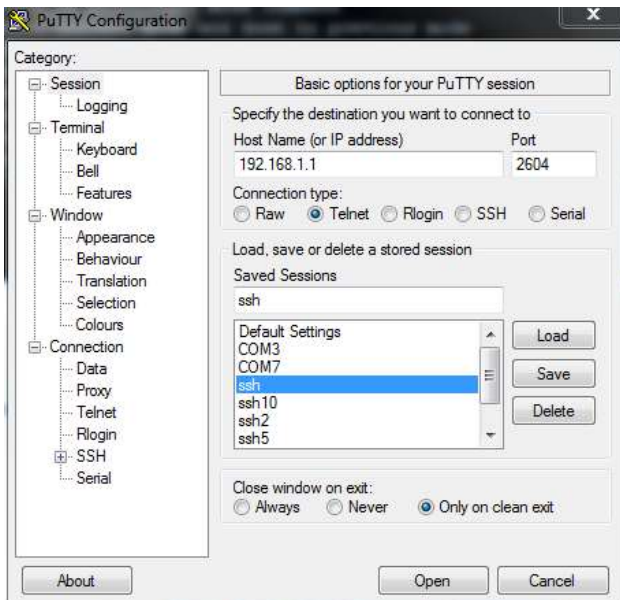 PuTTY Configuration
x
Category:
Session
Logging
Terminal
Keyboard
Bell
Features
Window
Appearance
Behaviour
Translation
Selection
Colours
Connection
Data
Proxy
Telnet
Rlogin
SSH
Serial
Basic options for your PuTTY session
Specify the destination you want to connect to
Host Name (or IP address) Port
192.168.1.1 2604
Connection type:
Raw Telnet Rlogin SSH Serial
Load, save or delete a stored session
Saved Sessions
ssh
Default Settings
COM3
COM7
ssh
ssh10
ssh2
ssh5
Load
Save
Delete
Close window on exit:
Always Never Only on clean exit
About Open Cancel